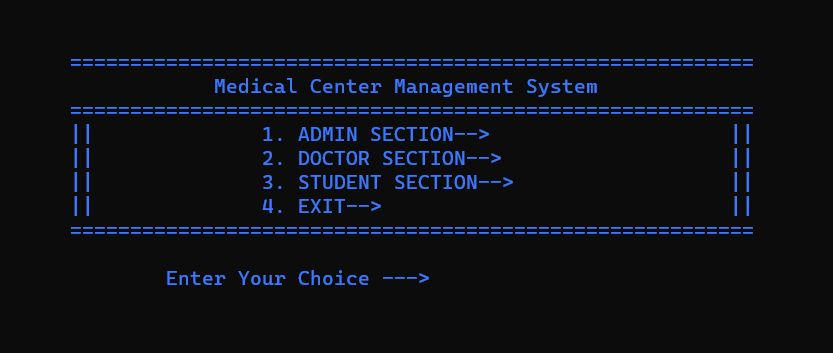 =========================================================
Medical Center Management System
=========================================================
|| 1. ADMIN SECTION--> ||
|| 2. DOCTOR SECTION--> ||
|| 3. STUDENT SECTION--> ||
|| 4. EXIT--> ||
=========================================================
Enter Your Choice --->